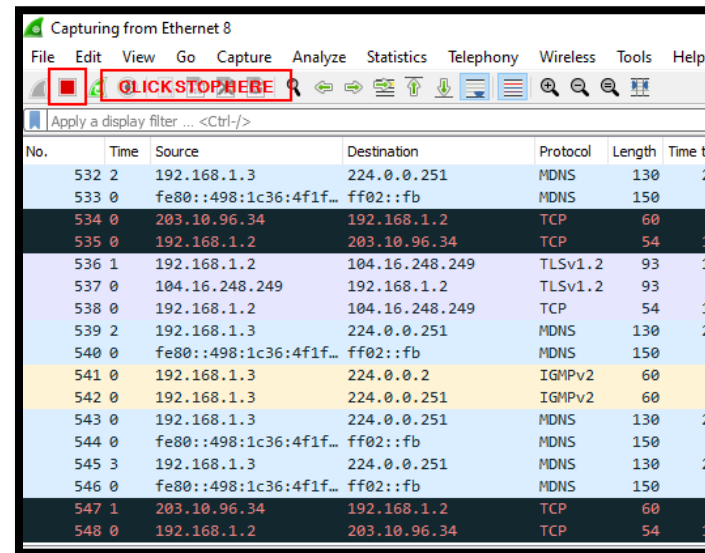 Capturing from Ethernet 8
File Edit View Go Capture Analyze Statistics Telephony Wireless Tools Help
CLICK STOP HERE
Apply a display filter ... <Ctrl-/>
No. Time Source Destination Protocol Length Time t
532 2 192.168.1.3 224.0.0.251 MDNS 130 2
533 0 fe80::498:1c36:4f1f… ff02::fb MDNS 150
534 0 203.10.96.34 192.168.1.2 TCP 60
535 0 192.168.1.2 203.10.96.34 TCP 54
536 1 192.168.1.2 104.16.248.249 TLSv1.2 93
537 0 104.16.248.249 192.168.1.2 TLSv1.2 93
538 0 192.168.1.2 104.16.248.249 TCP 54
539 2 192.168.1.3 224.0.0.251 MDNS 130 2
540 0 fe80::498:1c36:4f1f… ff02::fb MDNS 150
541 0 192.168.1.3 224.0.0.2 IGMPv2 60
542 0 192.168.1.3 224.0.0.251 IGMPv2 60
543 0 192.168.1.3 224.0.0.251 MDNS 130 2
544 0 fe80::498:1c36:4f1f… ff02::fb MDNS 150
545 3 192.168.1.3 224.0.0.251 MDNS 130 2
546 0 fe80::498:1c36:4f1f… ff02::fb MDNS 150
547 1 203.10.96.34 192.168.1.2 TCP 60
548 0 192.168.1.2 203.10.96.34 TCP 54